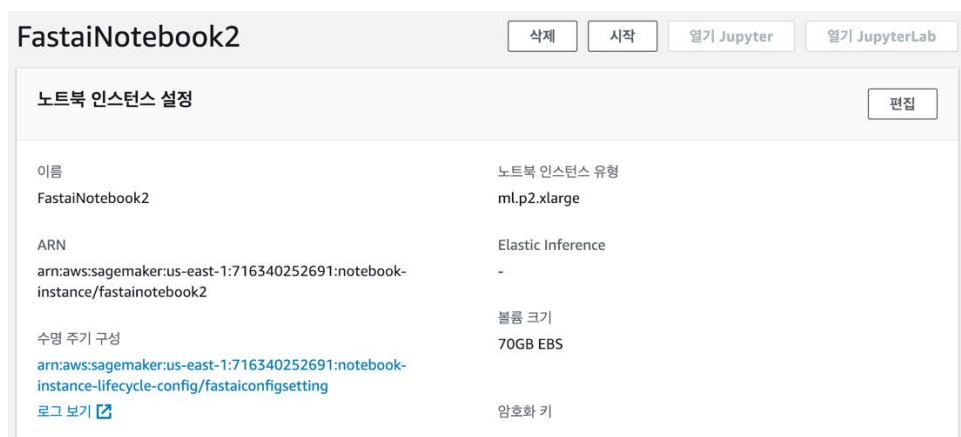 FastaiNotebook2
삭제
시작
열기 Jupyter
열기 JupyterLab
노트북 인스턴스 설정
편집
이름
FastaiNotebook2
ARN
arn:aws:sagemaker:us-east-1:716340252691:notebook-
instance/fastainotebook2
수명 주기 구성
arn:aws:sagemaker:us-east-1:716340252691:notebook-
instance-lifecycle-config/fastaiconfigsetting
로그 보기
노트북 인스턴스 유형
ml.p2.xlarge
Elastic Inference
-
볼륨 크기
70GB EBS
암호화 키